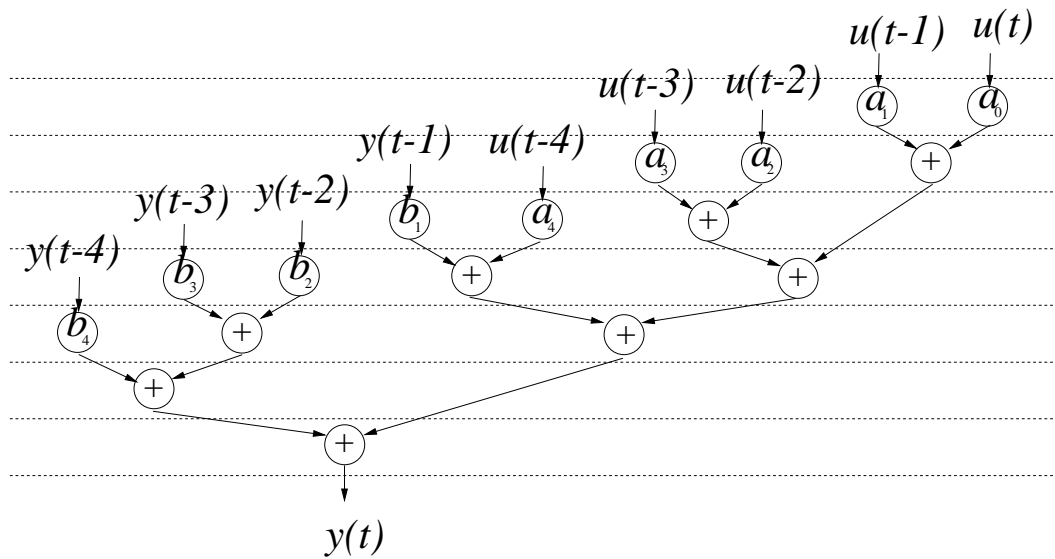 u(t-1) u(t)
u(t-3) u(t-2) a₁ a₀
y(t-1) u(t-4) a₃ a₂ +
y(t-3) y(t-2) b₁ a₄ +
y(t-4) b₃ b₂ + +
b₄ + +
+
+
y(t)